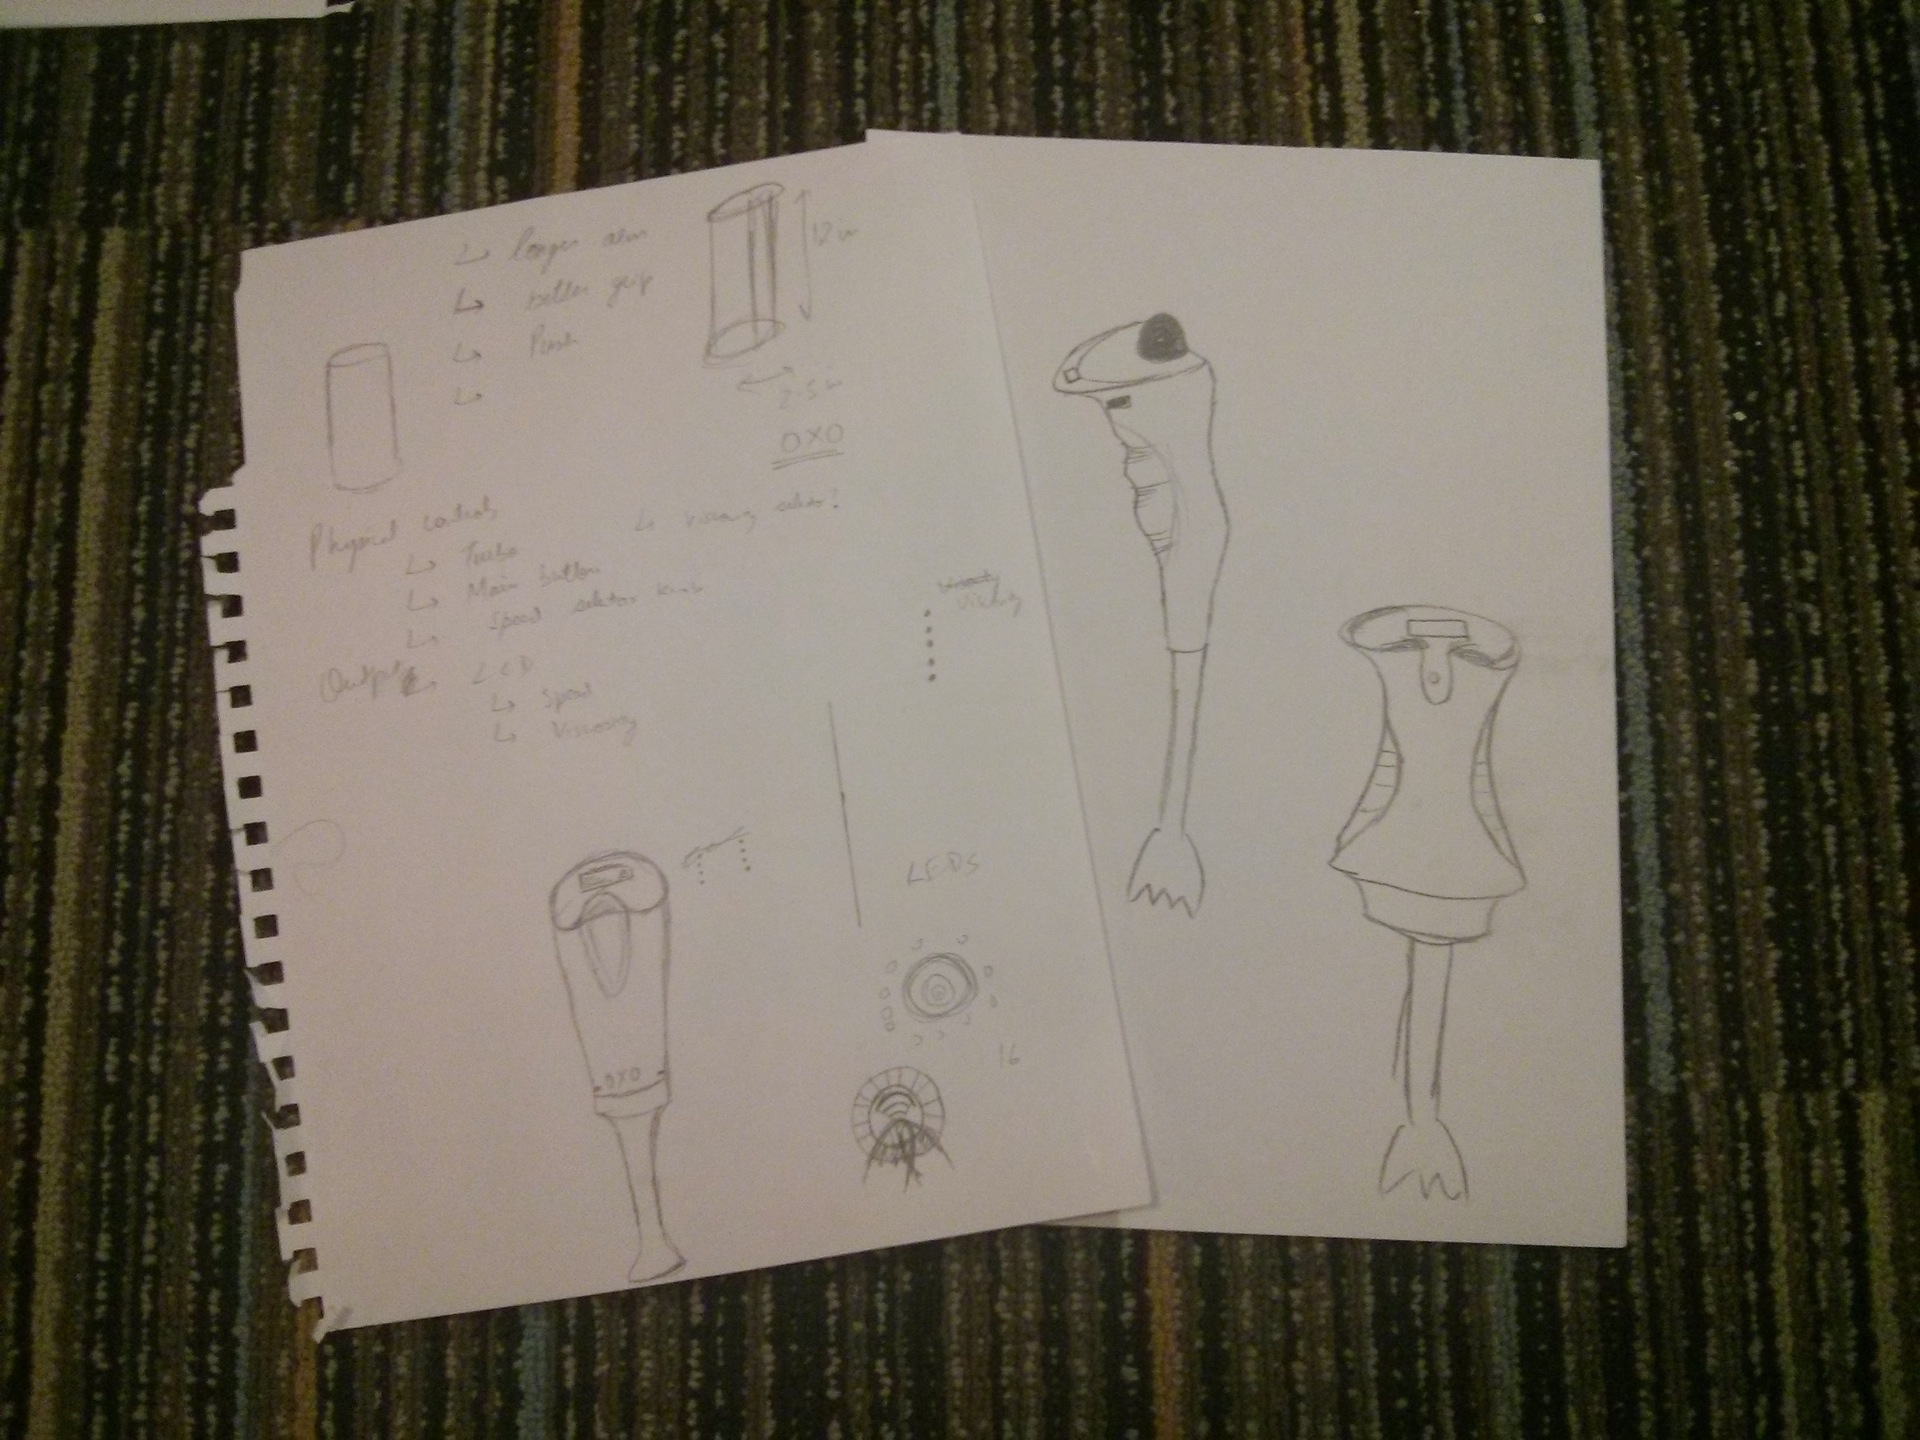 ↳ longer arm
↳ better grip
↳ Push
↳
12 in
2.5 in
OXO
Physical controls
↳ Turbo
↳ Main button
↳ Speed selector knob
↳ Viscosity selector?
Outputs ↳ LCD
↳ Speed
↳ Viscosity
Viscosity
LEDS
16
OXO